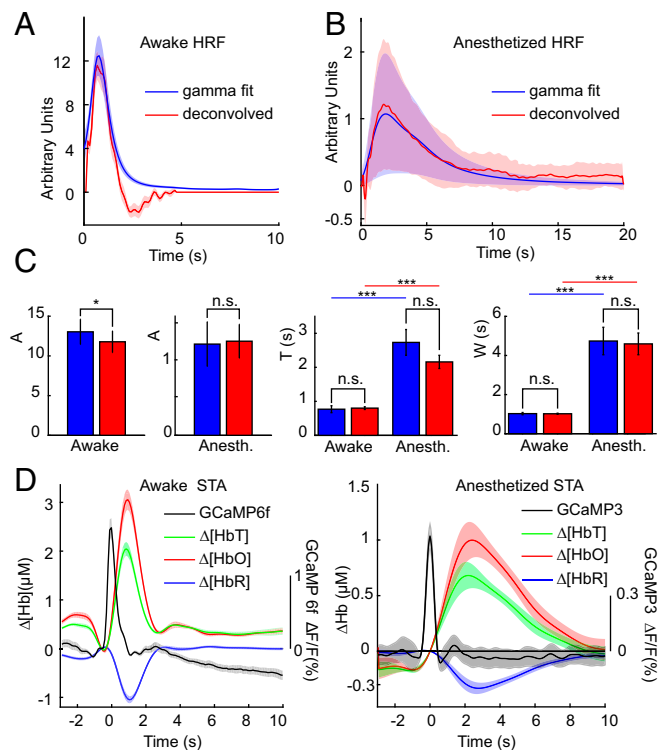 A
Awake HRF
Arbitrary Units
12
8
4
0
gamma fit
deconvolved
0
5
10
Time (s)
B
Anesthetized HRF
Arbitrary Units
2
1
0
-0.5
gamma fit
deconvolved
0
5
10
15
20
Time (s)
C
A
15
10
5
0
*
Awake
A
1
0
n.s.
Anesth.
T (s)
3
2
1
0
***
***
n.s.
n.s.
Awake
Anesth.
W (s)
6
4
2
0
***
***
n.s.
n.s.
Awake
Anesth.
D
Awake STA
Δ[Hb](μM)
3
2
1
0
-1
GCaMP6f
Δ[HbT]
Δ[HbO]
Δ[HbR]
1
0
GCaMP 6f ΔF/F(%)
-2
0
2
4
6
8
10
Time (s)
Anesthetized STA
ΔHb (μM)
1
0.5
0
-0.3
GCaMP3
Δ[HbT]
Δ[HbO]
Δ[HbR]
0.3
0
GCaMP3 ΔF/F(%)
-2
0
2
4
6
8
10
Time (s)